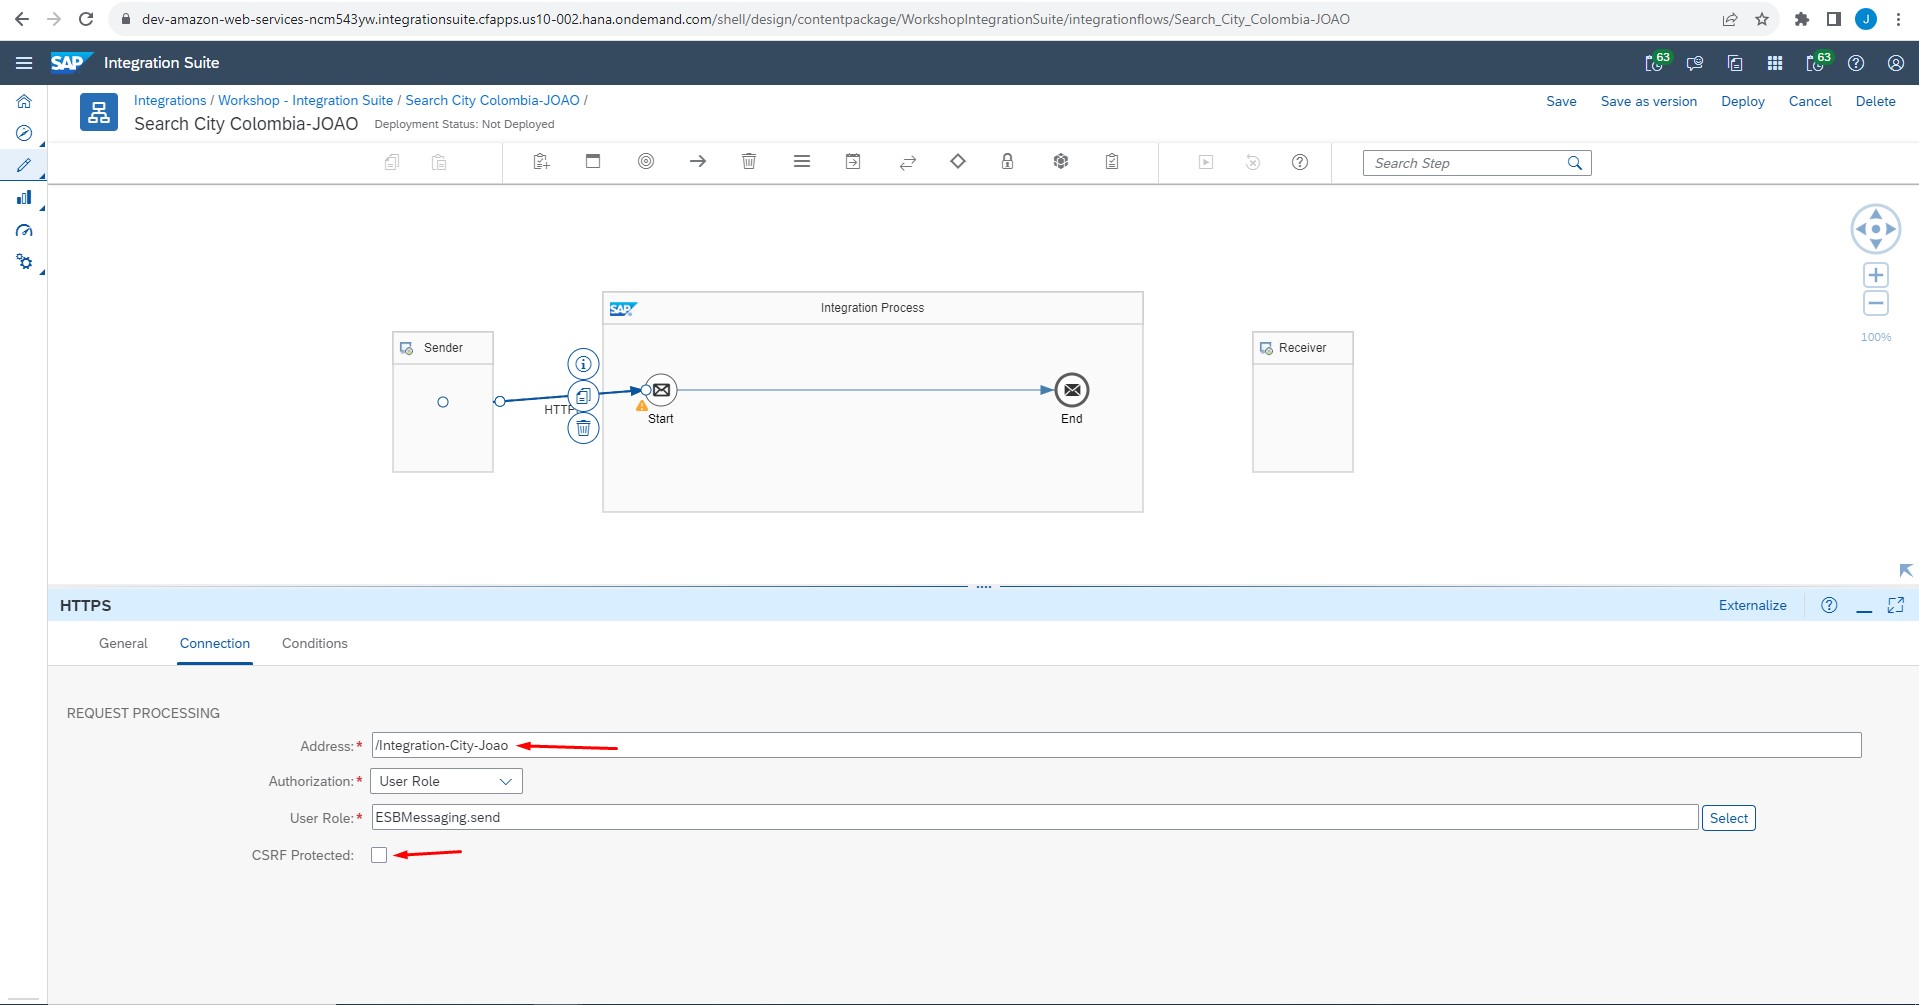 dev-amazon-web-services-ncm543yw.integrationsuite.cfapps.us10-002.hana.ondemand.com/shell/design/contentpackage/WorkshopIntegrationSuite/integrationflows/Search_City_Colombia-JOAO
J
SAP Integration Suite
63
63
Integrations / Workshop - Integration Suite / Search City Colombia-JOAO /
Search City Colombia-JOAO Deployment Status: Not Deployed
Save Save as version Deploy Cancel Delete
Search Step
SAP Integration Process
Sender
Receiver
100%
HTTP
Start
End
HTTPS
Externalize
General Connection Conditions
REQUEST PROCESSING
Address:* /Integration-City-Joao
Authorization:* User Role
User Role:* ESBMessaging.send Select
CSRF Protected: